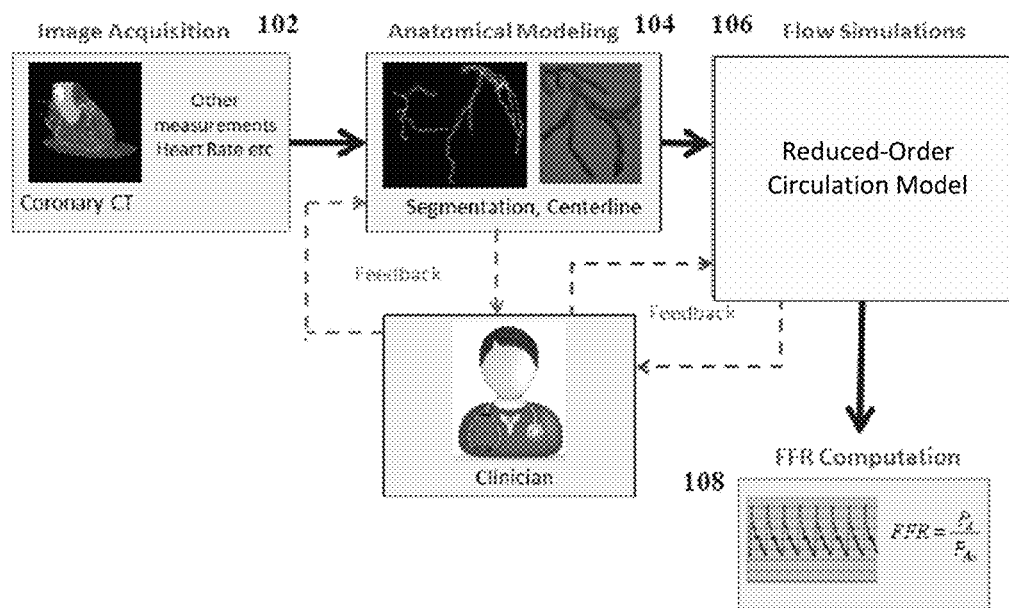 Image Acquisition 102
Anatomical Modeling 104
106 Flow Simulations
Other
measurements
Heart Rate etc
Coronary CT
Segmentation, Centerline
Reduced-Order
Circulation Model
Feedback
Feedback
Clinician
FFR Computation
108
FFR =